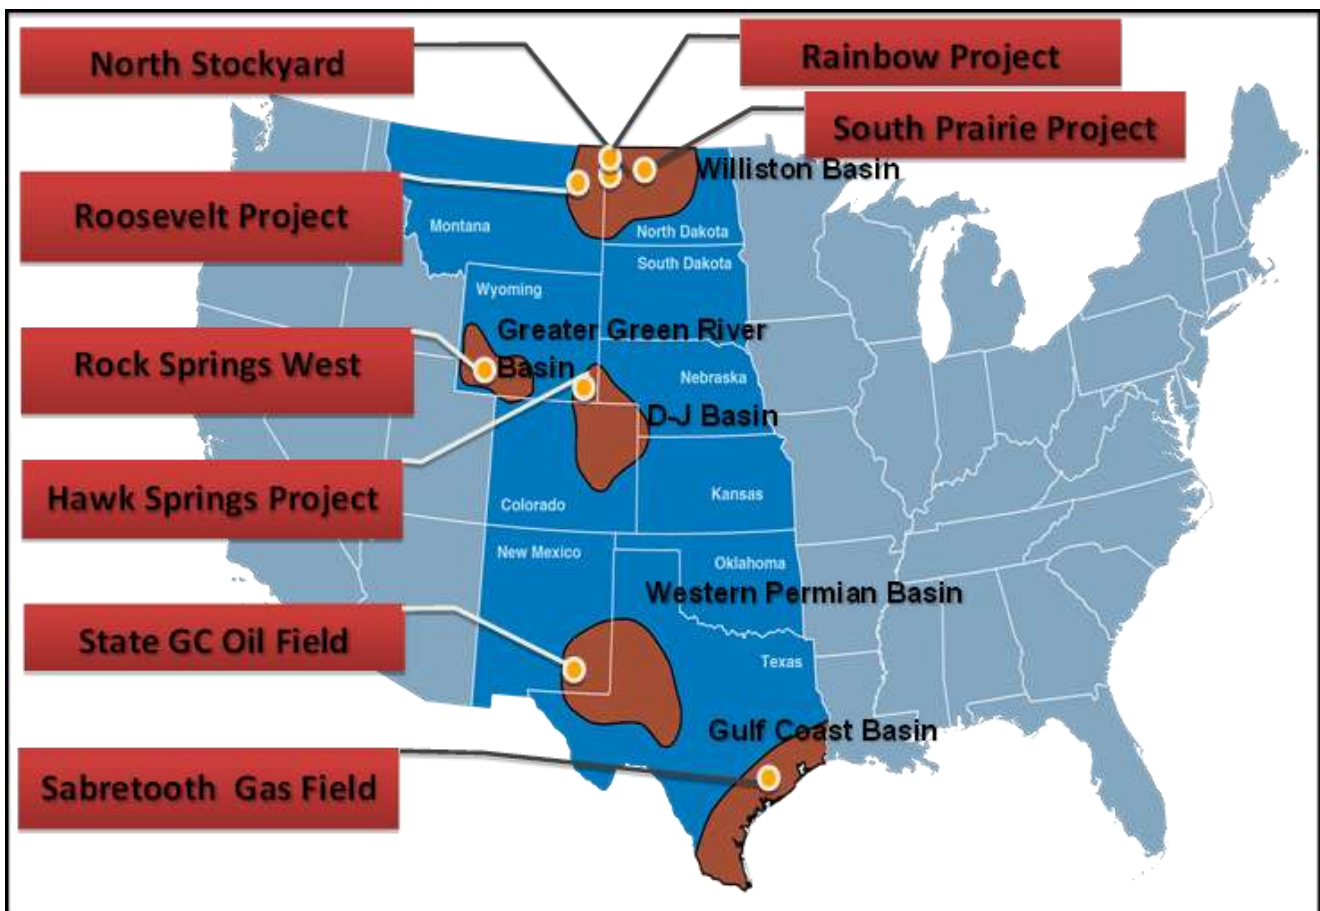 North Stockyard
Rainbow Project
South Prairie Project
Williston Basin
Roosevelt Project
Montana
North Dakota
South Dakota
Wyoming
Greater Green River
Basin
Rock Springs West
Nebraska
D-J Basin
Hawk Springs Project
Kansas
Colorado
New Mexico
Oklahoma
Western Permian Basin
State GC Oil Field
Texas
Gulf Coast Basin
Sabretooth Gas Field